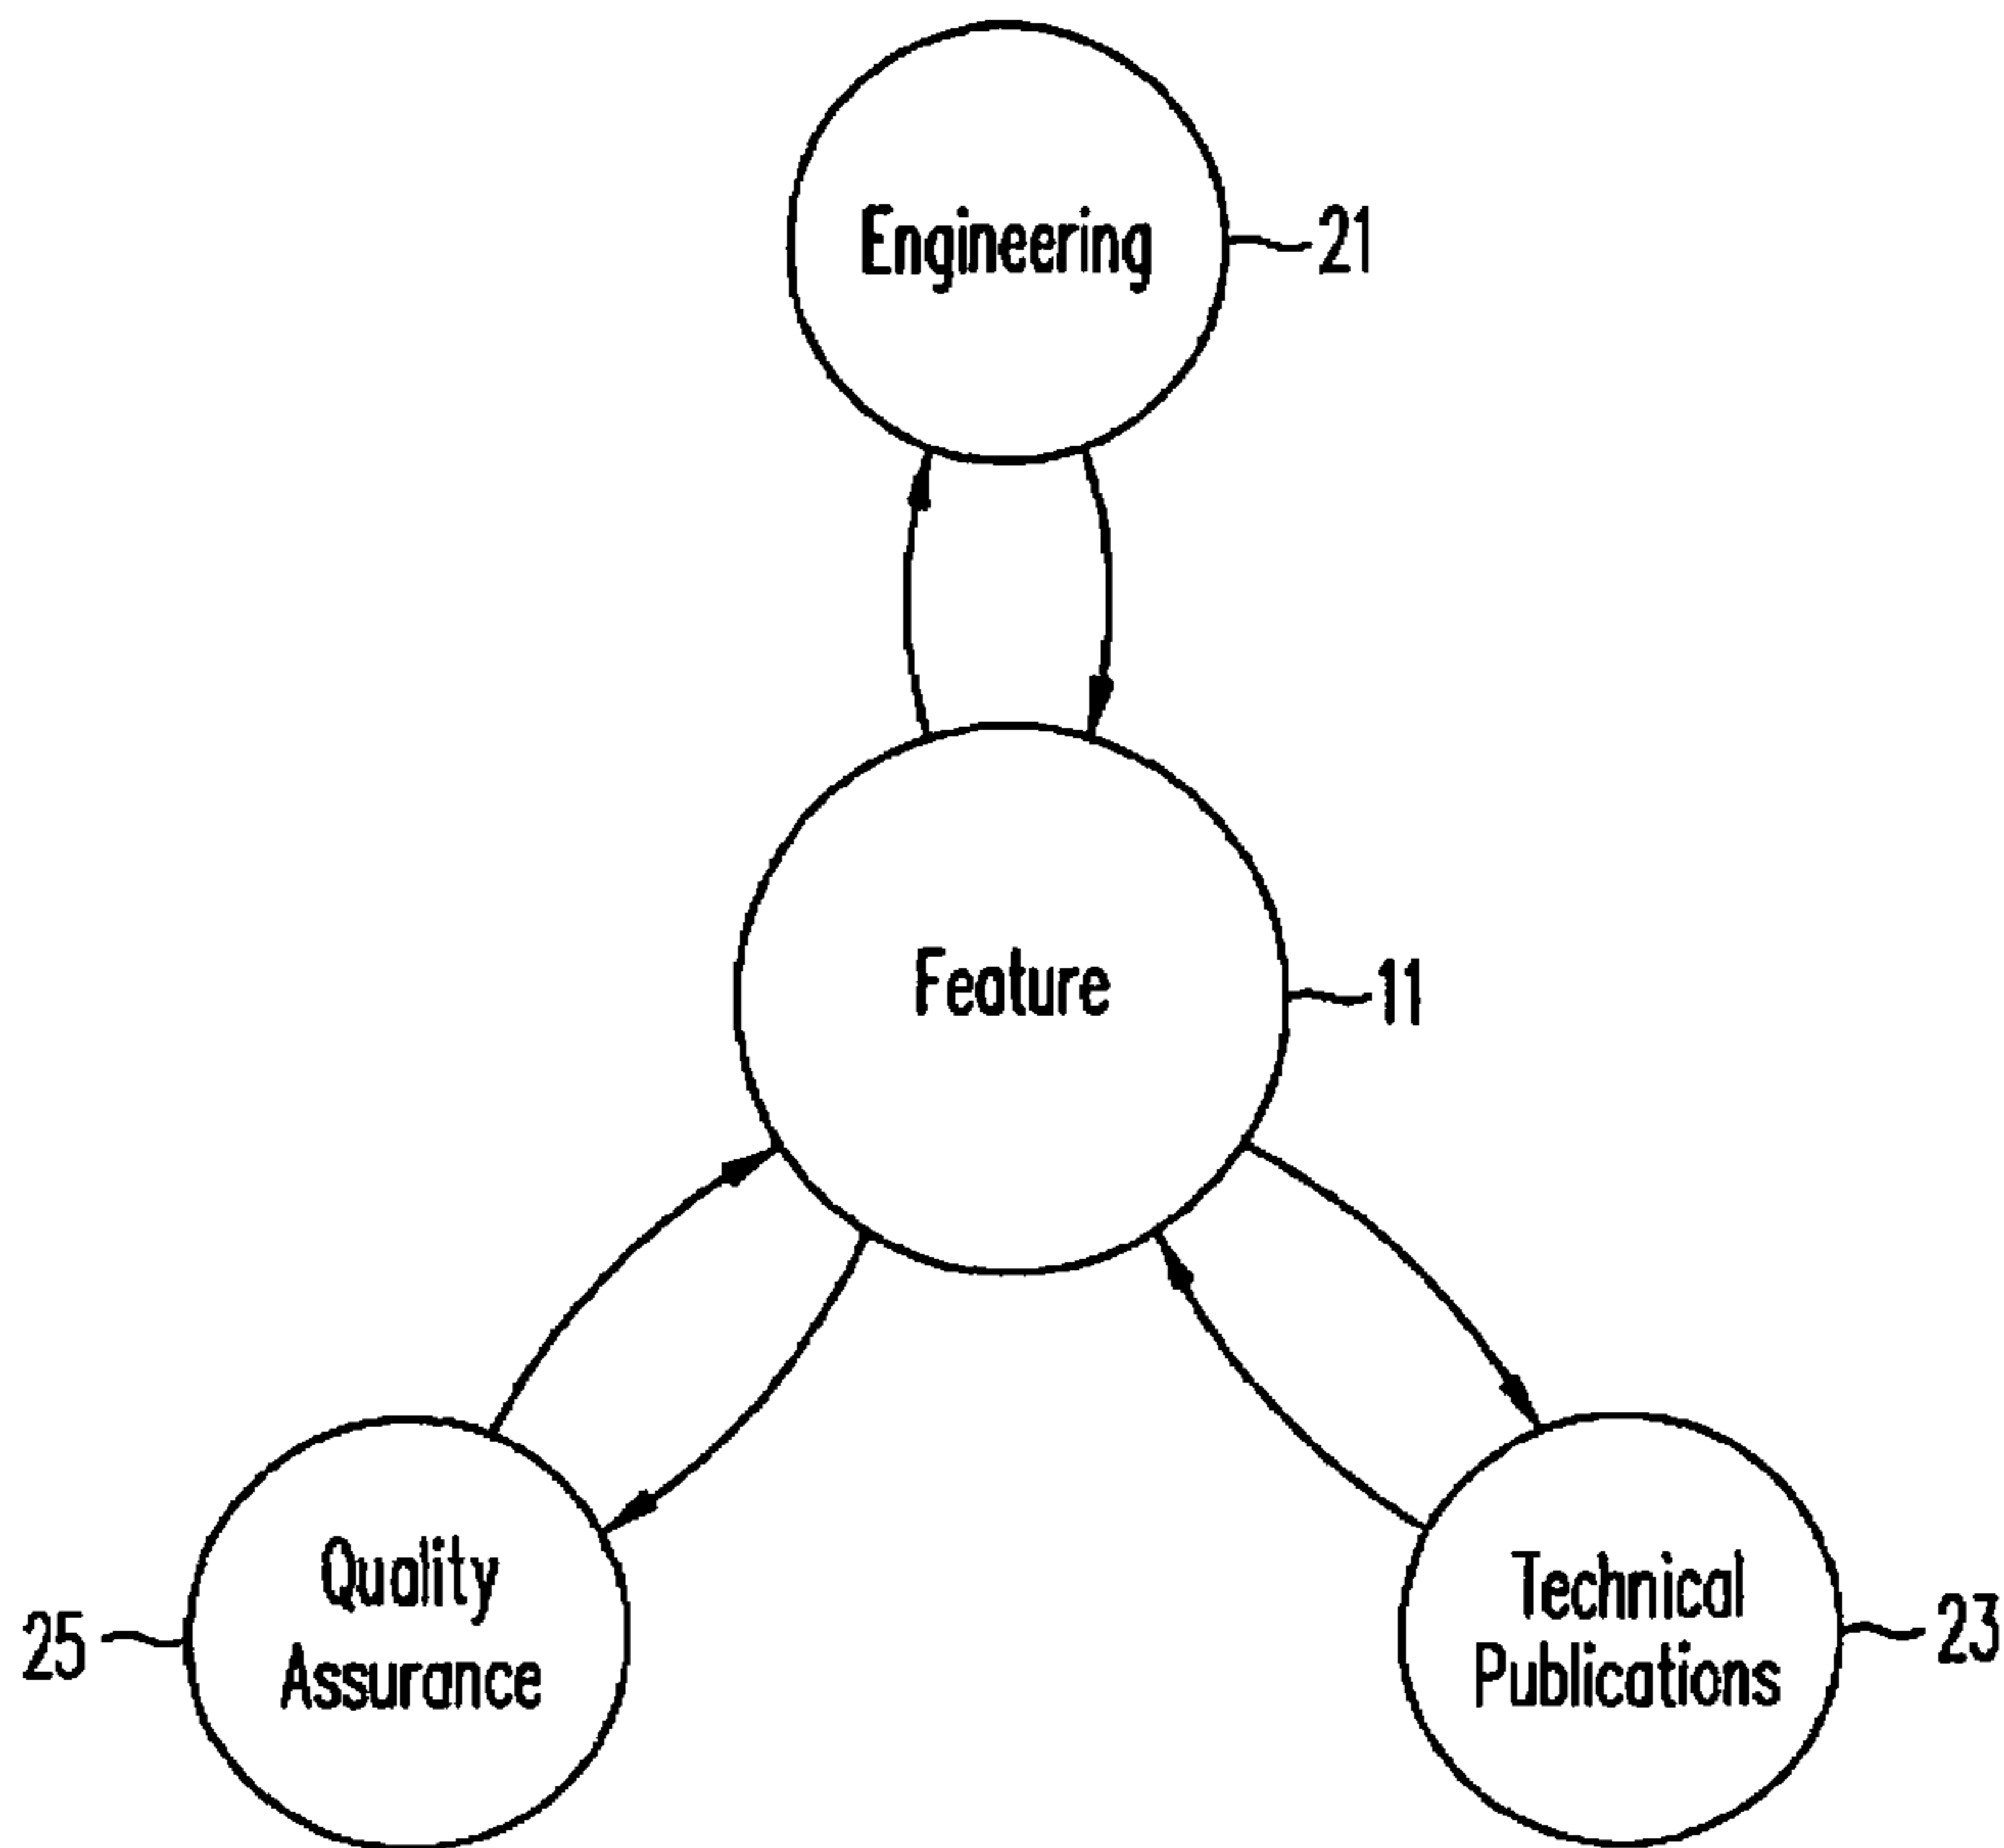 Engineering
21
Feature
11
Quality
Assurance
25
Technical
Publications
23